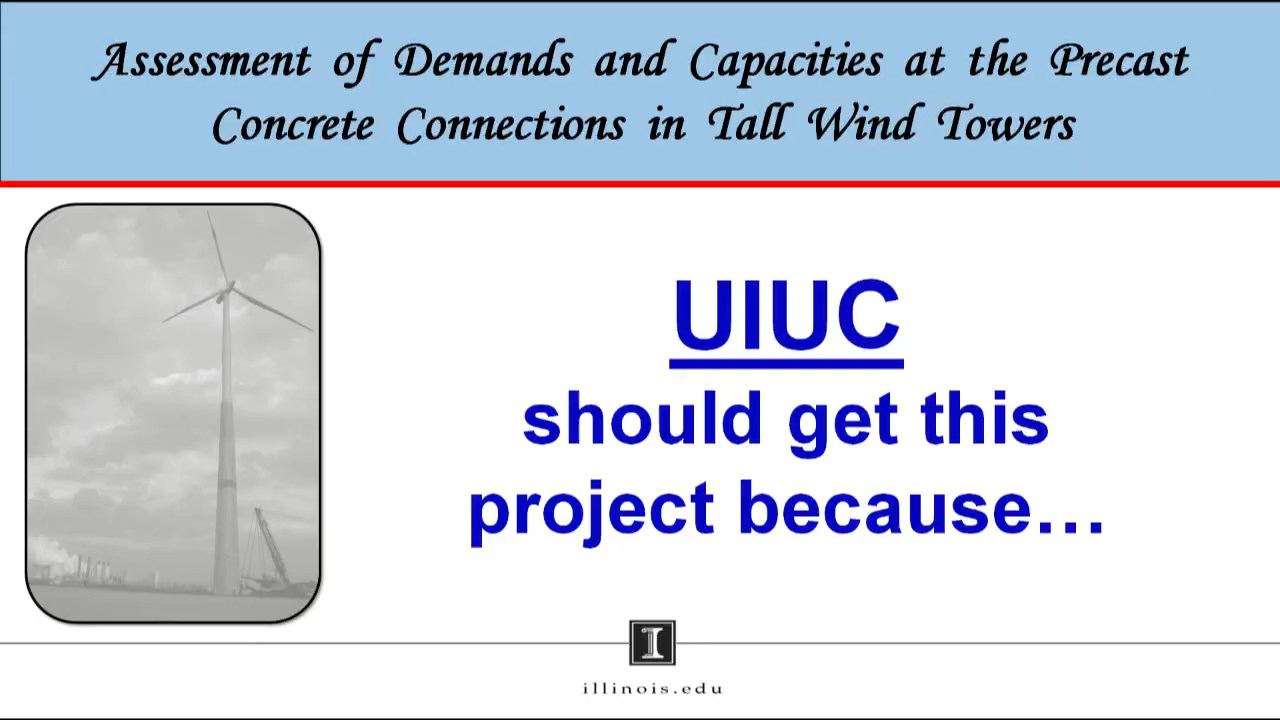 Assessment of Demands and Capacities at the Precast
Concrete Connections in Tall Wind Towers
UIUC
should get this
project because…
I
illinois.edu